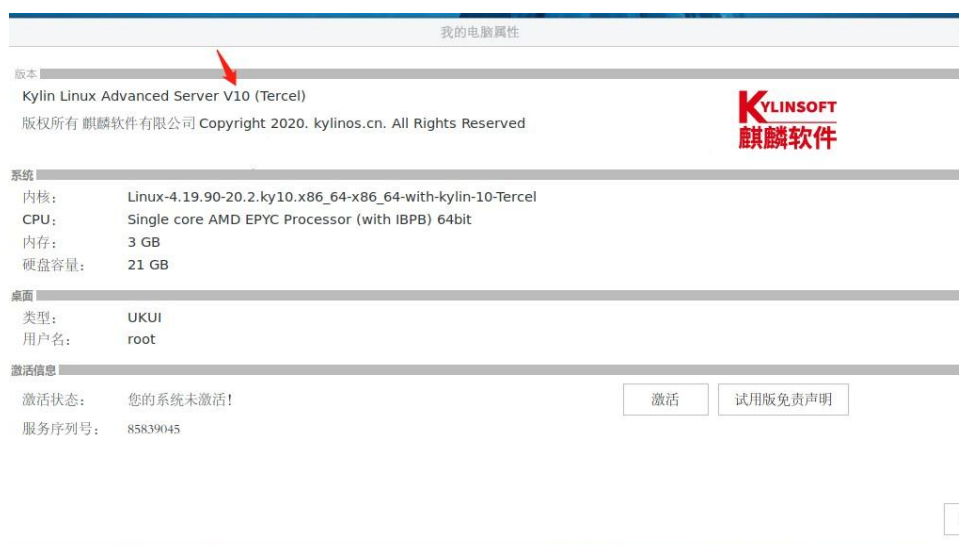 我的电脑属性
版本
Kylin Linux Advanced Server V10 (Tercel)
版权所有 麒麟软件有限公司 Copyright 2020. kylinos.cn. All Rights Reserved
KYLINSOFT
麒麟软件
系统
内核： Linux-4.19.90-20.2.ky10.x86_64-x86_64-with-kylin-10-Tercel
CPU： Single core AMD EPYC Processor (with IBPB) 64bit
内存： 3 GB
硬盘容量： 21 GB
桌面
类型： UKUI
用户名： root
激活信息
激活状态： 您的系统未激活！ 激活 试用版免责声明
服务序列号： 85839045